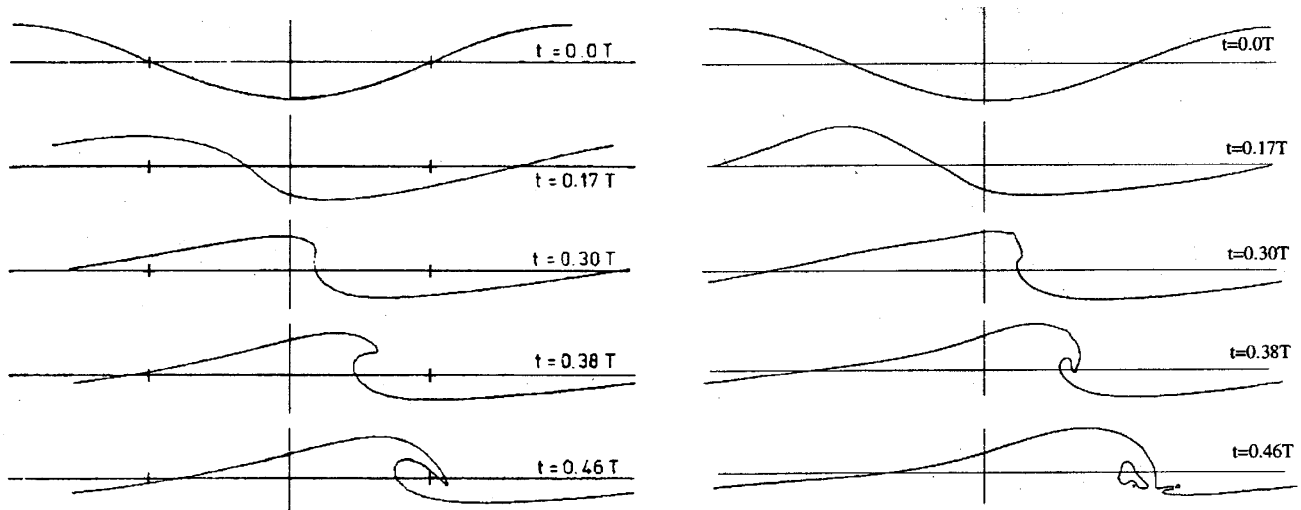 t = 0.0 T
t = 0.17 T
t = 0.30 T
t = 0.38 T
t = 0.46 T
t=0.0T
t=0.17T
t=0.30T
t=0.38T
t=0.46T